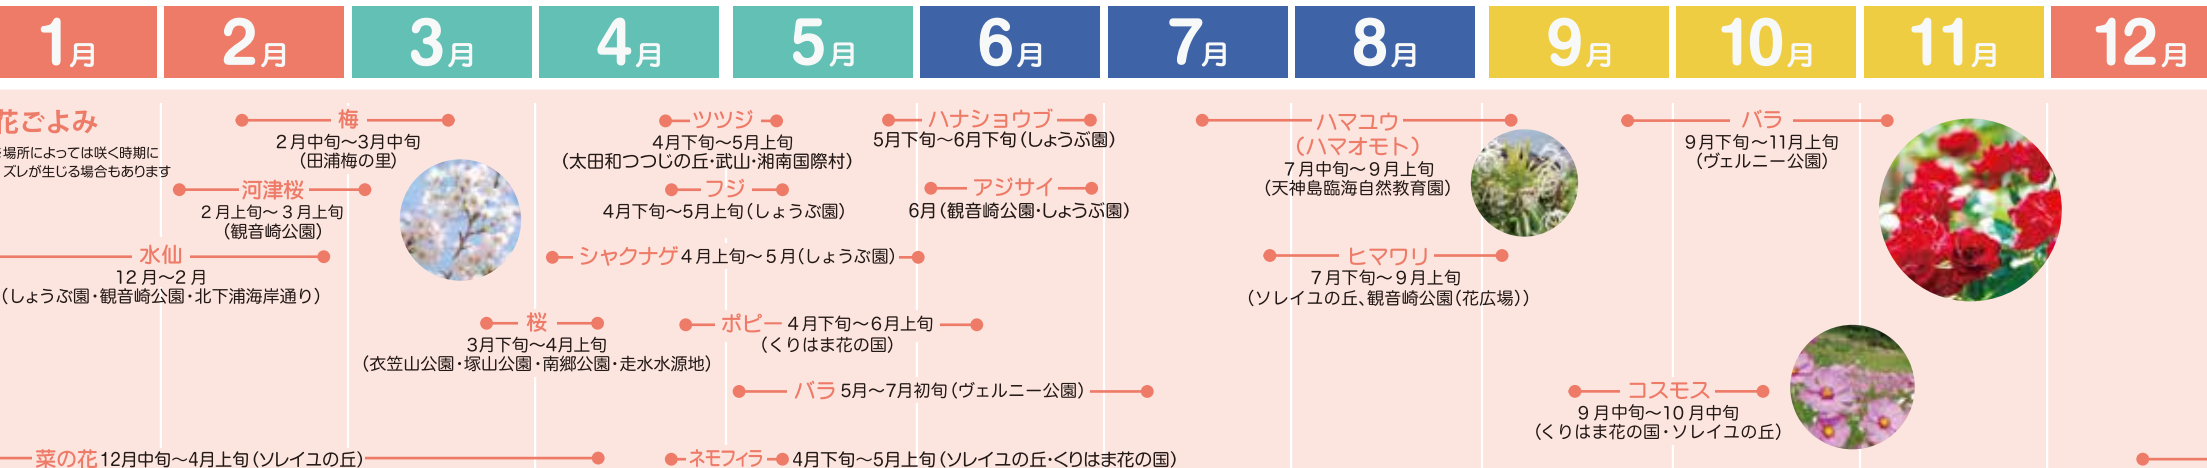 1月 2月 3月 4月 5月 6月 7月 8月 9月 10月 11月 12月
花ごよみ
場所によっては咲く時期に
ズレが生じる場合もあります
梅
2月中旬～3月中旬
（田浦梅の里）
河津桜
2月上旬～3月上旬
（観音崎公園）
水仙
12月～2月
（しょうぶ園・観音崎公園・北下浦海岸通り）
桜
3月下旬～4月上旬
（衣笠山公園・塚山公園・南郷公園・走水水源地）
菜の花 12月中旬～4月上旬（ソレイユの丘）
ツツジ
4月下旬～5月上旬
（太田和つつじの丘・武山・湘南国際村）
フジ
4月下旬～5月上旬（しょうぶ園）
シャクナゲ 4月上旬～5月（しょうぶ園）
ポピー 4月下旬～6月上旬
（くりはま花の国）
バラ 5月～7月初旬（ヴェルニー公園）
ネモフィラ 4月下旬～5月上旬（ソレイユの丘・くりはま花の国）
ハナショウブ
5月下旬～6月下旬（しょうぶ園）
アジサイ
6月（観音崎公園・しょうぶ園）
ハマユウ
（ハマオモト）
7月中旬～9月上旬
（天神島臨海自然教育園）
ヒマワリ
7月下旬～9月上旬
（ソレイユの丘、観音崎公園（花広場））
バラ
9月下旬～11月上旬
（ヴェルニー公園）
コスモス
9月中旬～10月中旬
（くりはま花の国・ソレイユの丘）